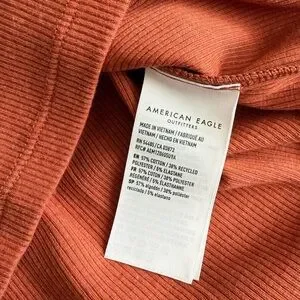 AMERICAN EAGLE
OUTFITTERS
MADE IN VIETNAM / FABRIQUÉ AU
VIETNAM / HECHO EN VIETNAM
EN 57% COTTON / 38% RECYCLED
POLYESTER / 5% ELASTANE
FR 57% COTON / 38% POLYESTER
RECYCLÉ / 5% ÉLASTHANNE
SP 57% algodón / 38% poliéster
reciclado / 5% elastano